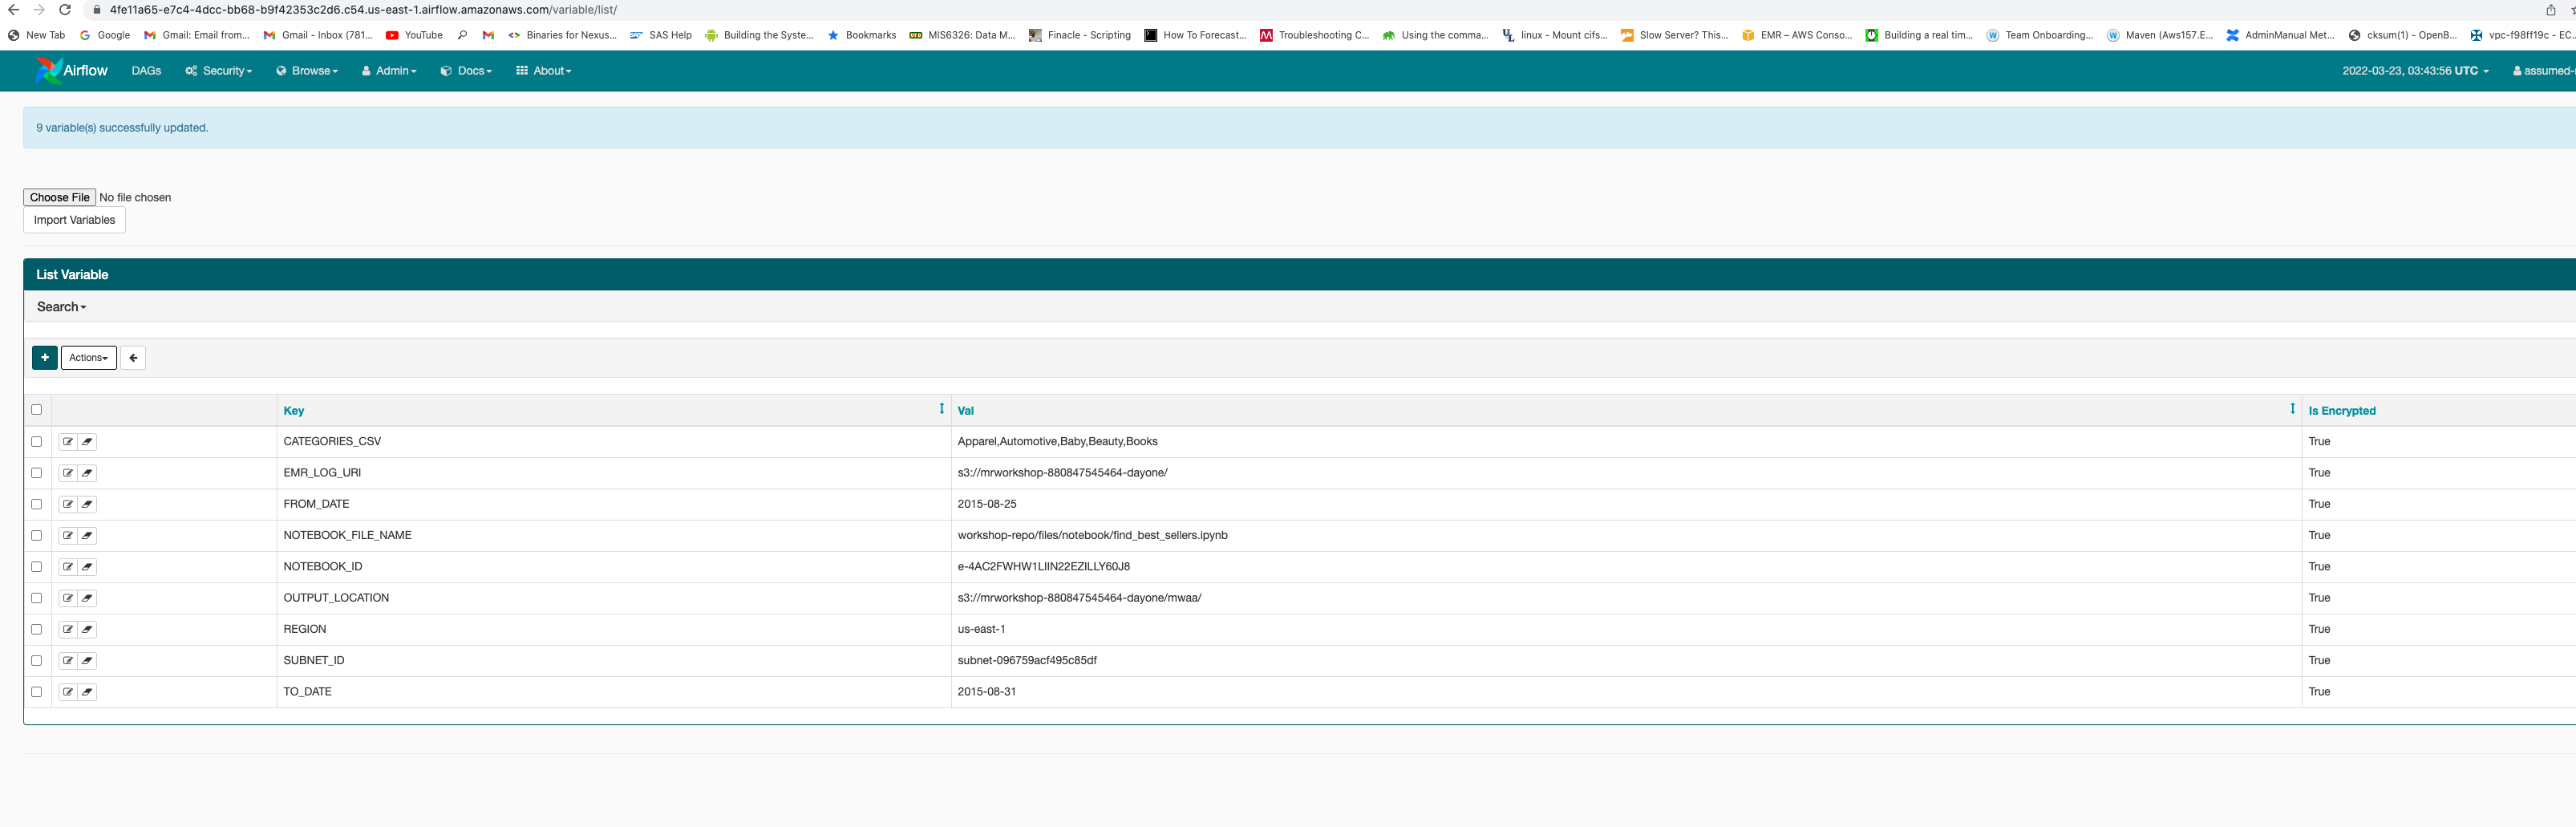 4fe11a65-e7c4-4dcc-bb68-b9f42353c2d6.c54.us-east-1.airflow.amazonaws.com/variable/list/
New Tab Google Gmail: Email from... Gmail - Inbox (781... YouTube Binaries for Nexus... SAS Help Building the Syste... Bookmarks MIS6326: Data M... Finacle - Scripting How To Forecast... Troubleshooting C... Using the comma... linux - Mount cifs... Slow Server? This... EMR – AWS Conso... Building a real tim... Team Onboarding... Maven (Aws157.E... AdminManual Met... cksum(1) - OpenB... vpc-f98ff19c - EC...
Airflow DAGs Security Browse Admin Docs About 2022-03-23, 03:43:56 UTC assumed-
9 variable(s) successfully updated.
Choose File No file chosen
Import Variables
List Variable
Search
+ Actions
Key Val Is Encrypted
CATEGORIES_CSV Apparel,Automotive,Baby,Beauty,Books True
EMR_LOG_URI s3://mrworkshop-880847545464-dayone/ True
FROM_DATE 2015-08-25 True
NOTEBOOK_FILE_NAME workshop-repo/files/notebook/find_best_sellers.ipynb True
NOTEBOOK_ID e-4AC2FWHW1LIIN22EZILLY60J8 True
OUTPUT_LOCATION s3://mrworkshop-880847545464-dayone/mwaa/ True
REGION us-east-1 True
SUBNET_ID subnet-096759acf495c85df True
TO_DATE 2015-08-31 True